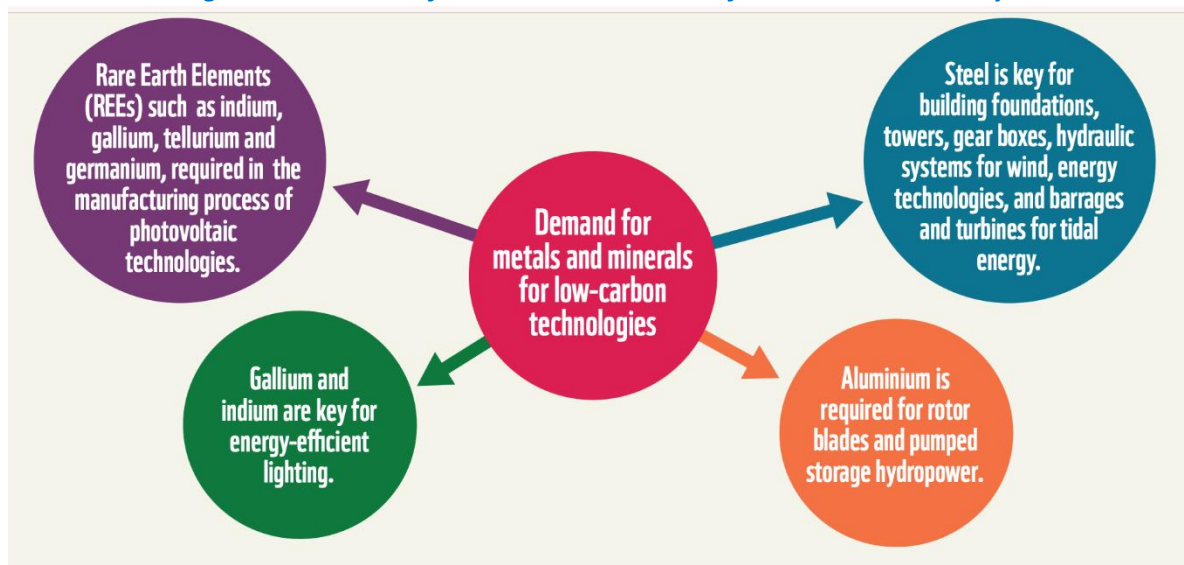 Rare Earth Elements
(REEs) such as indium,
gallium, tellurium and
germanium, required in the
manufacturing process of
photovoltaic
technologies.
Steel is key for
building foundations,
towers, gear boxes, hydraulic
systems for wind, energy
technologies, and barrages
and turbines for tidal
energy.
Demand for
metals and minerals
for low-carbon
technologies
Gallium and
indium are key for
energy-efficient
lighting.
Aluminium is
required for rotor
blades and pumped
storage hydropower.